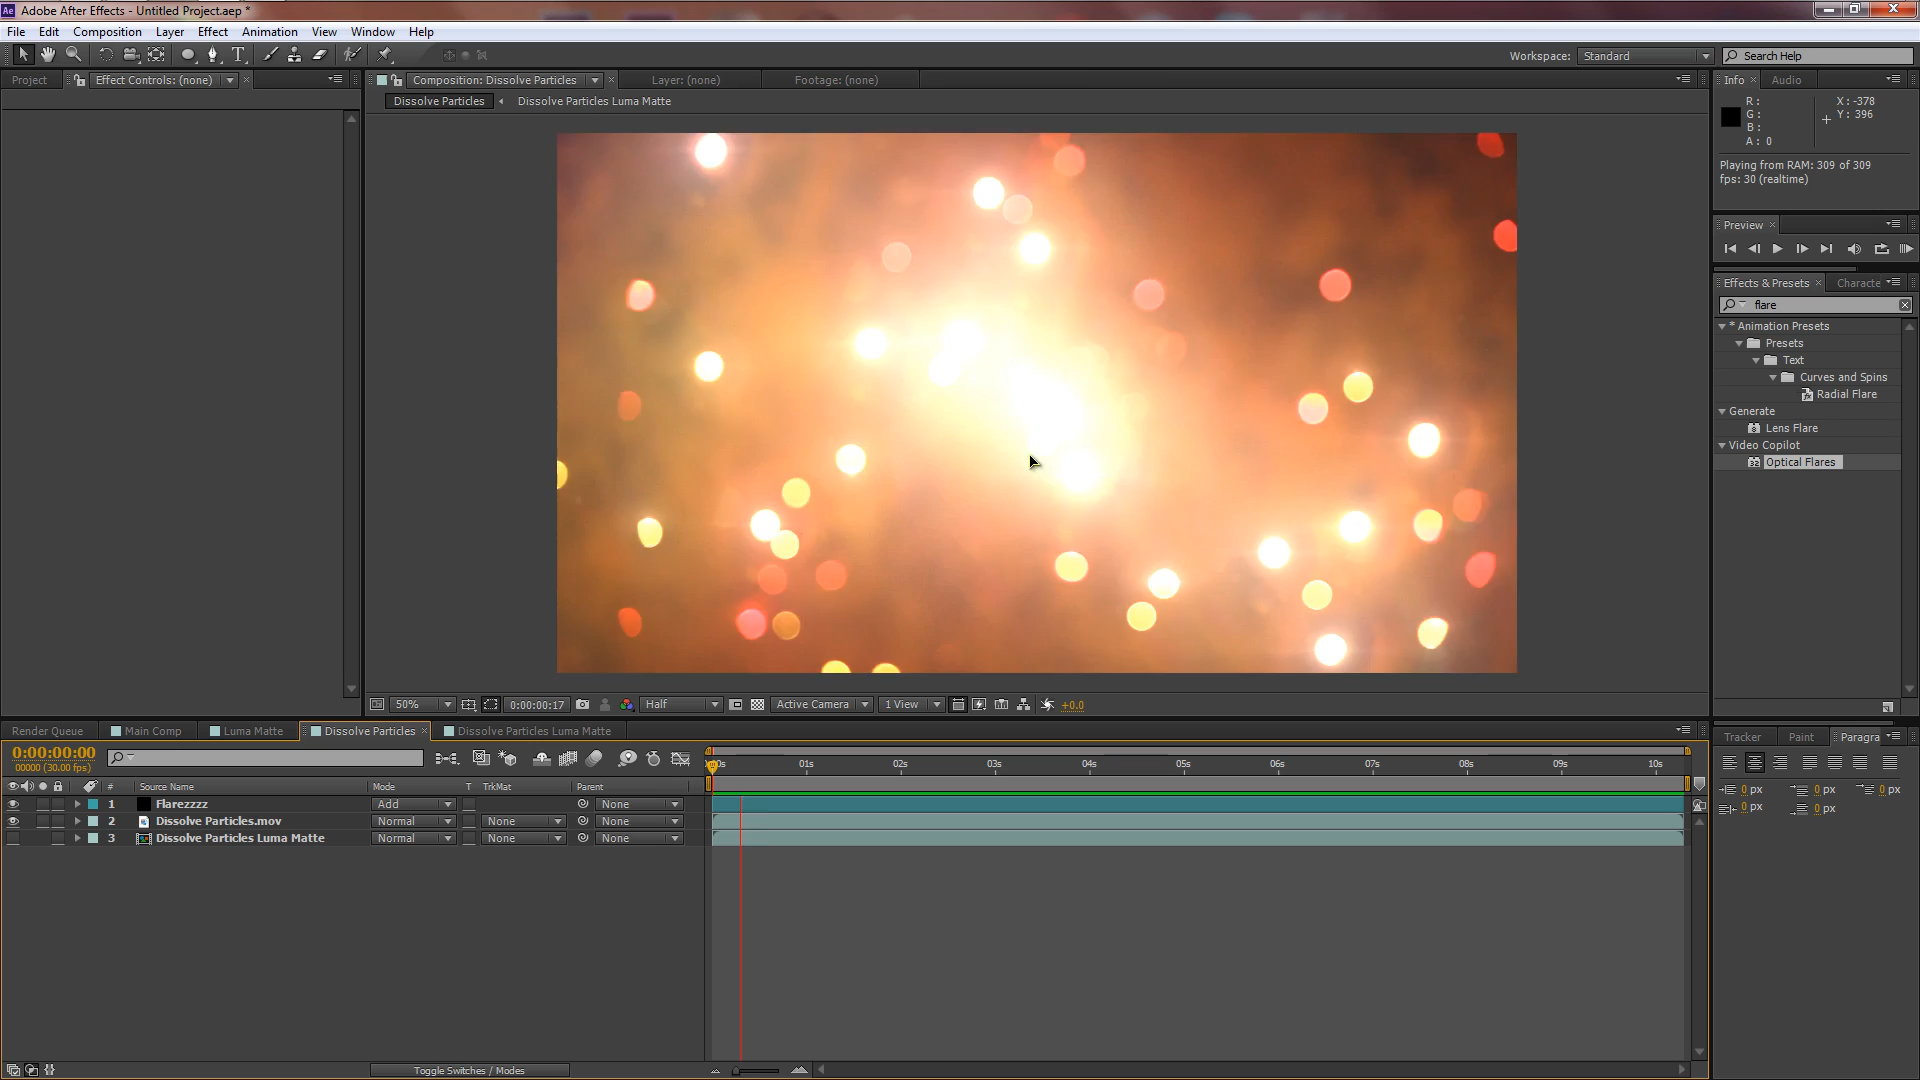 Ae Adobe After Effects - Untitled Project.aep *
File Edit Composition Layer Effect Animation View Window Help
T Workspace: Standard Search Help
Project Effect Controls: (none) Composition: Dissolve Particles Layer: (none) Footage: (none) Info Audio
Dissolve Particles Dissolve Particles Luma Matte
R : X : -378
G : Y : 396
B :
A : 0
Playing from RAM: 309 of 309
fps: 30 (realtime)
Preview
Effects & Presets Characte
flare
* Animation Presets
Presets
Text
Curves and Spins
Radial Flare
Generate
Lens Flare
Video Copilot
32 Optical Flares
50% 0:00:00:17 Half Active Camera 1 View +0.0
Render Queue Main Comp Luma Matte Dissolve Particles Dissolve Particles Luma Matte
Tracker Paint Paragra
0:00:00:00
00000 (30.00 fps)
00s 01s 02s 03s 04s 05s 06s 07s 08s 09s 10s
# Source Name Mode T TrkMat Parent
1 Flarezzzz Add None
2 Dissolve Particles.mov Normal None None
3 Dissolve Particles Luma Matte Normal None None
0 px 0 px 0 px
0 px 0 px
Toggle Switches / Modes